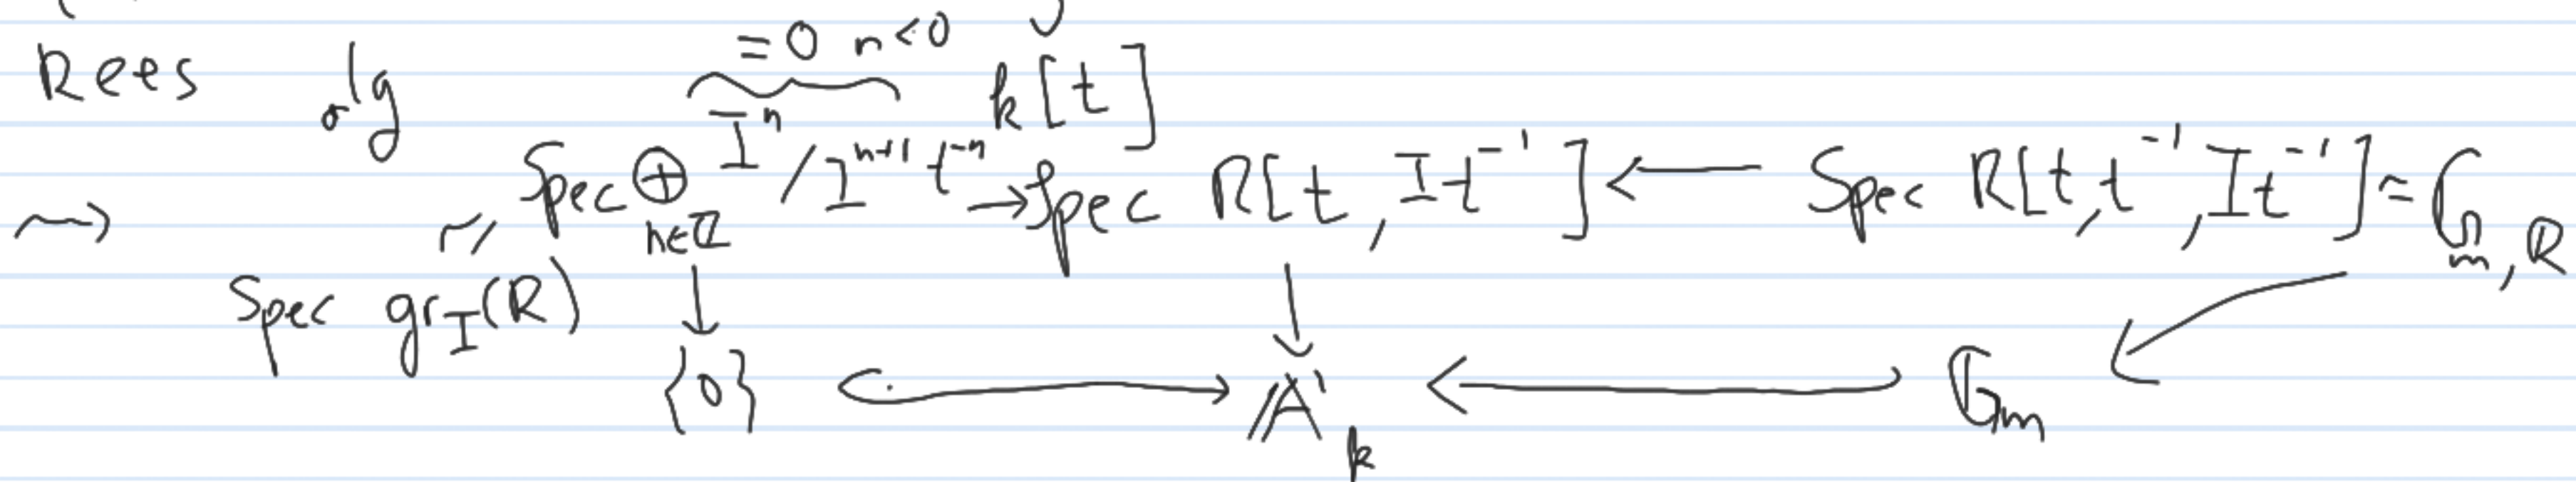 = 0 n < 0
Rees alg k[t]
⇝ Spec ⊕_{n∈ℤ} I^n / I^{n+1} t^{-n} → Spec R[t, It^{-1}] ← Spec R[t, t^{-1}, It^{-1}] ≃ 𝔾_{m,R}
Spec gr_I(R) ↓ ↓ ↙
{0} ↪ 𝔸^1_k ↩ 𝔾_m